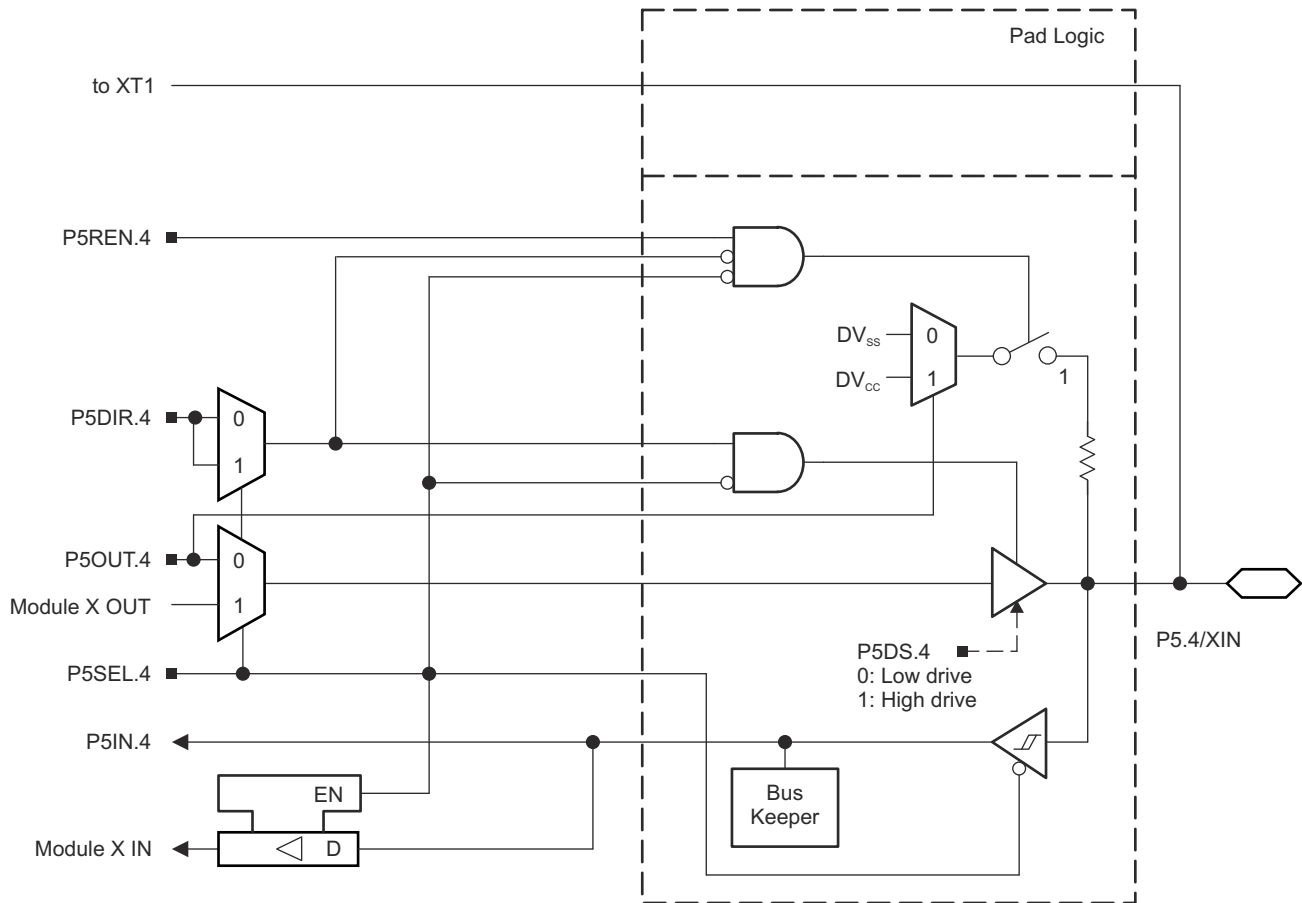 Pad Logic
to XT1
P5REN.4
DVSS 0
DVCC 1
1
P5DIR.4 0
1
P5OUT.4 0
Module X OUT 1
P5DS.4
0: Low drive
1: High drive
P5.4/XIN
P5SEL.4
P5IN.4
EN
Bus
Keeper
Module X IN
D